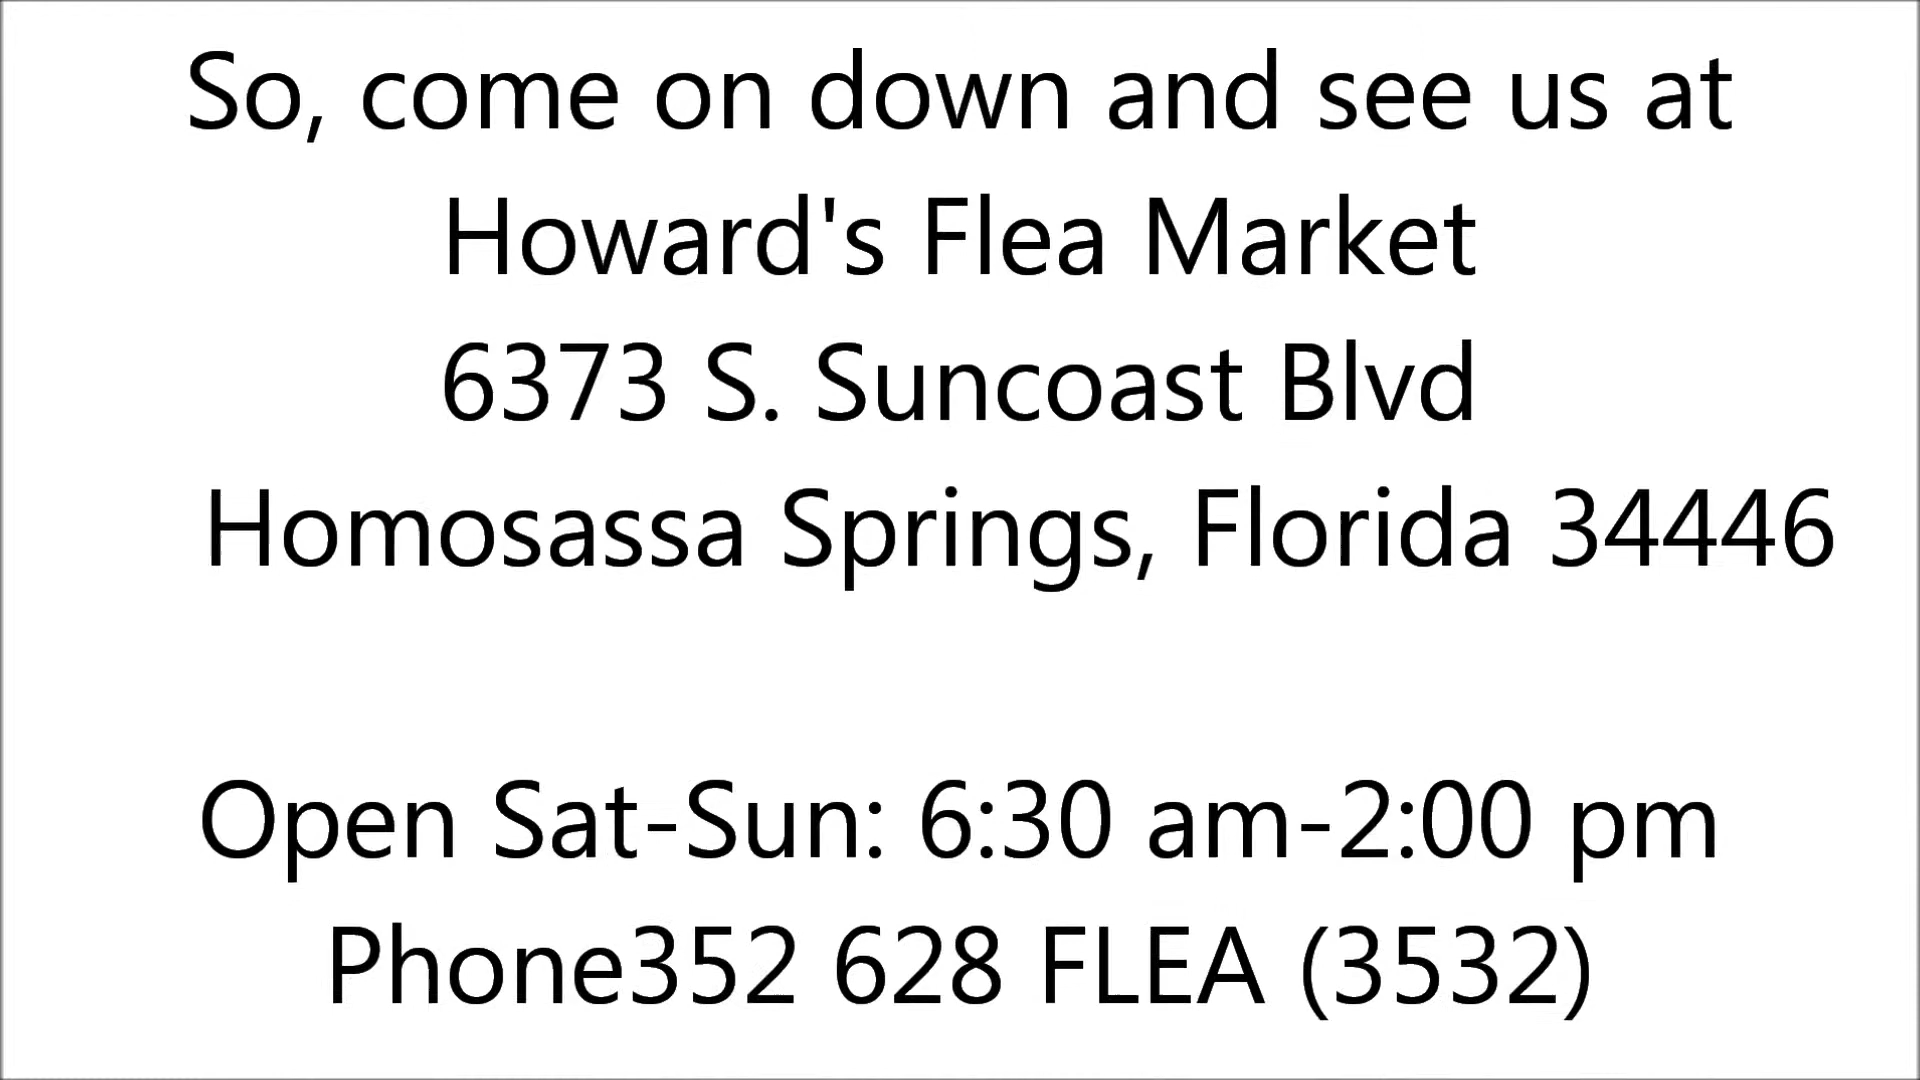 So, come on down and see us at
Howard's Flea Market
6373 S. Suncoast Blvd
Homosassa Springs, Florida 34446
Open Sat-Sun: 6:30 am-2:00 pm
Phone352 628 FLEA (3532)